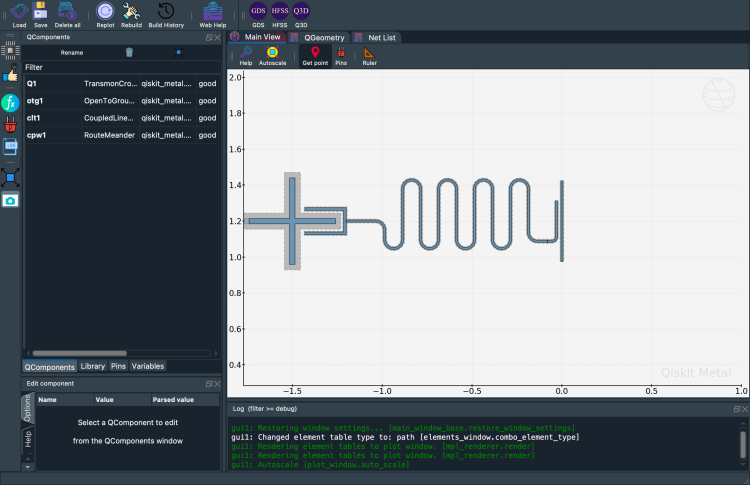 GDS HFSS Q3D
Load Save Delete all Replot Rebuild Build History Web Help GDS HFSS Q3D
QComponents
Rename
Filter
Q1 TransmonCro... qiskit_metal.... good
otg1 OpenToGrou... qiskit_metal.... good
clt1 CoupledLine... qiskit_metal.... good
cpw1 RouteMeander qiskit_metal.... good
QComponents Library Pins Variables
Edit component
Options
Help
Name Value Parsed value
Select a QComponent to edit
from the QComponents window
Main View QGeometry Net List
Help Autoscale Get point Pins Ruler
2.0
1.8
1.6
1.4
1.2
1.0
0.8
0.6
0.4
−1.5 −1.0 −0.5 0.0 0.5 1.0
Qiskit Metal
Log (filter >= debug)
gui1: Restoring window settings... [main_window_base.restore_window_settings]
gui1: Changed element table type to: path [elements_window.combo_element_type]
gui1: Rendering element tables to plot window. [mpl_renderer.render]
gui1: Rendering element tables to plot window. [mpl_renderer.render]
gui1: Autoscale [plot_window.auto_scale]